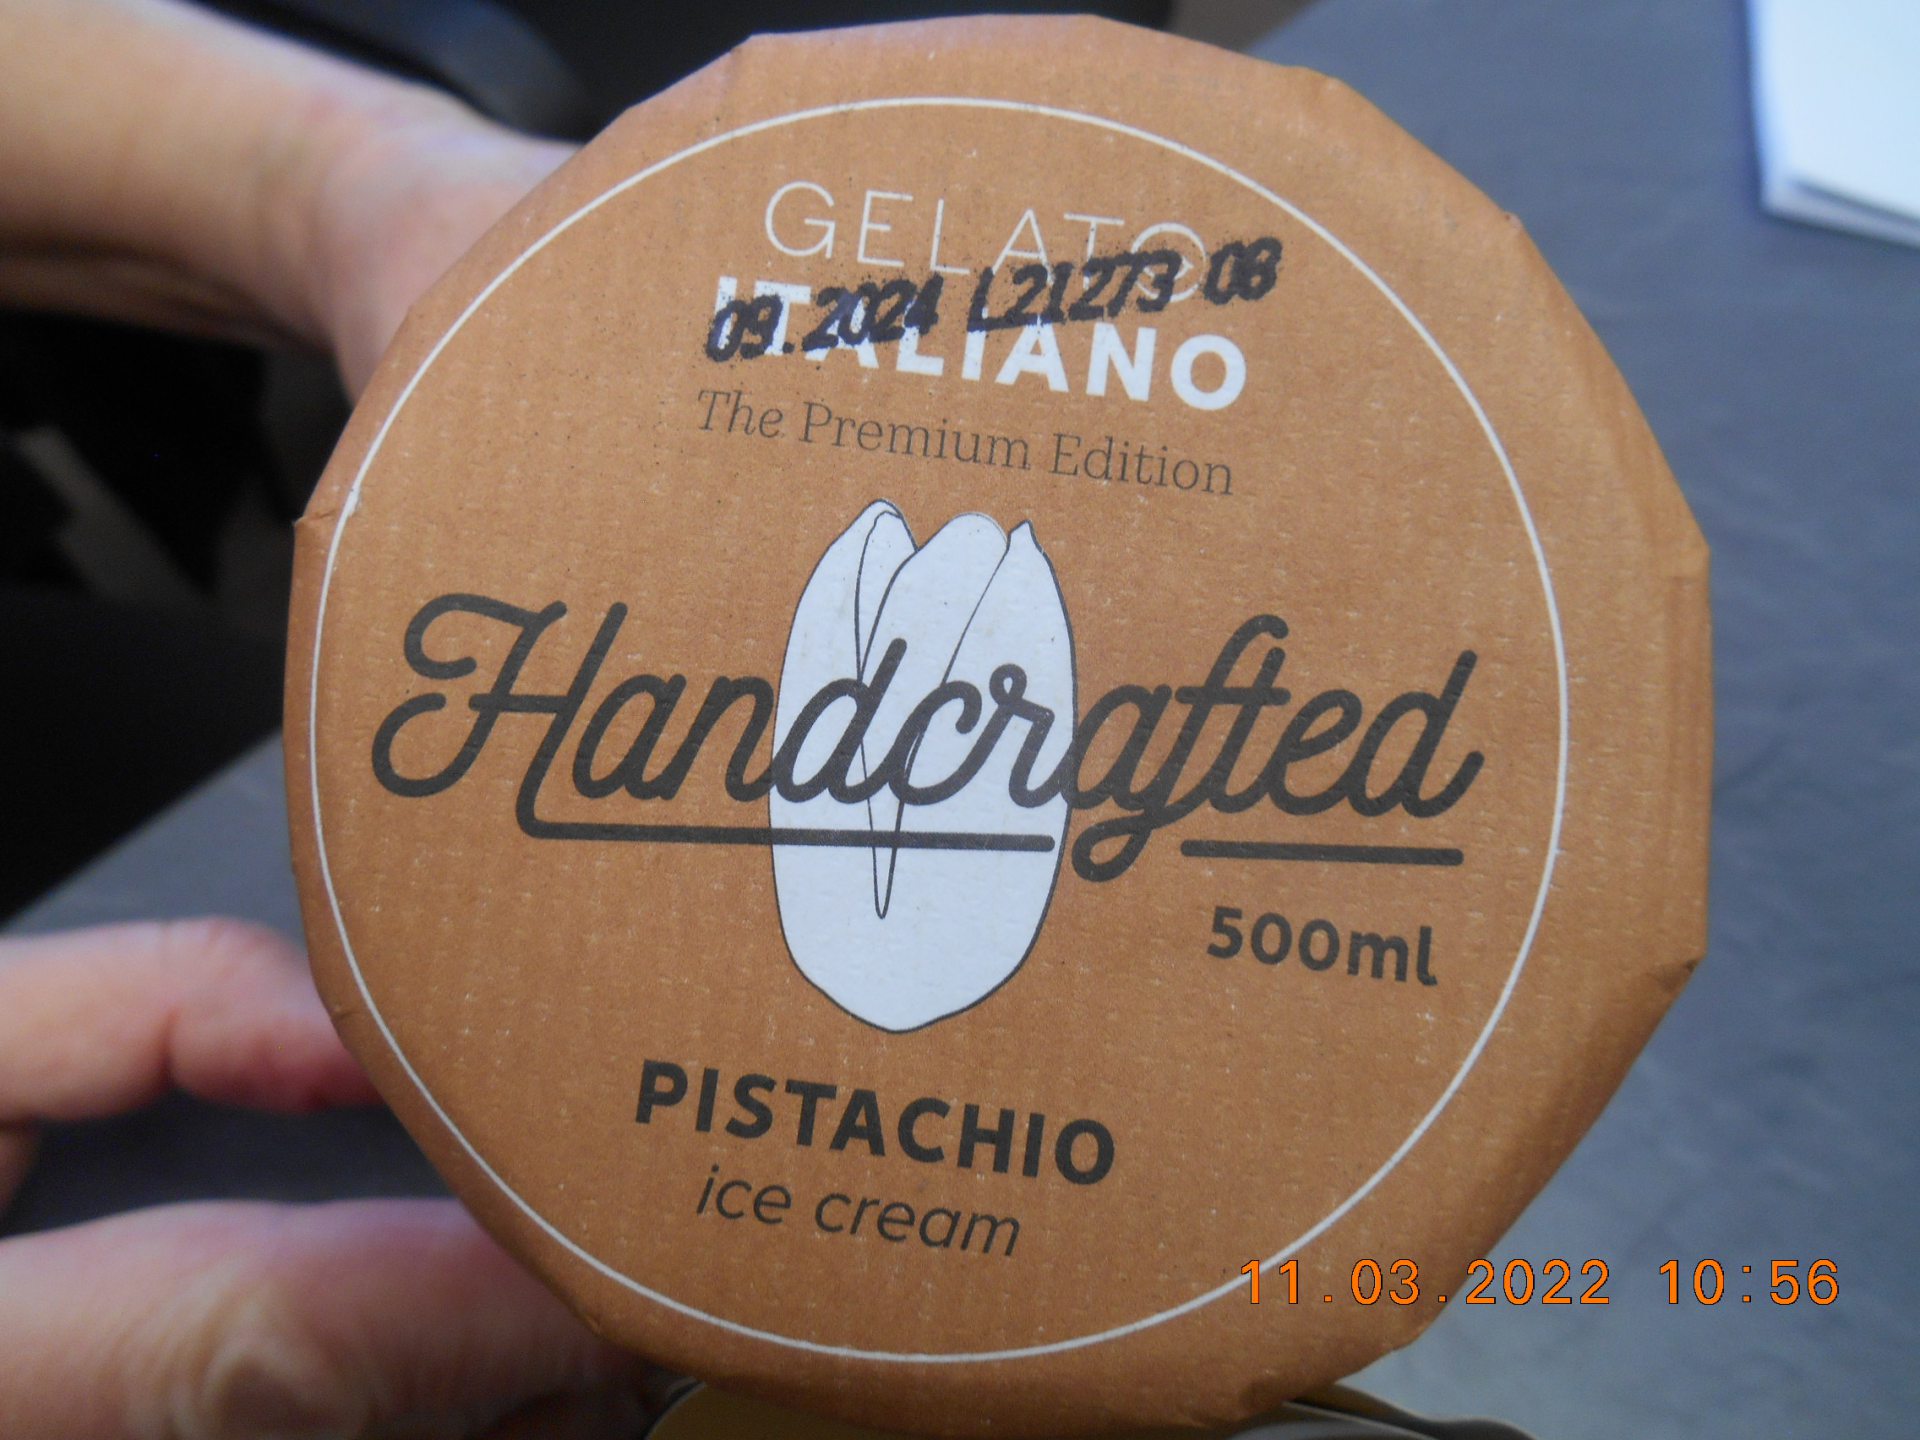 GELATO
09.2024 L21273 08
ITALIANO
The Premium Edition
Handcrafted
500ml
PISTACHIO
ice cream
11.03.2022 10:56